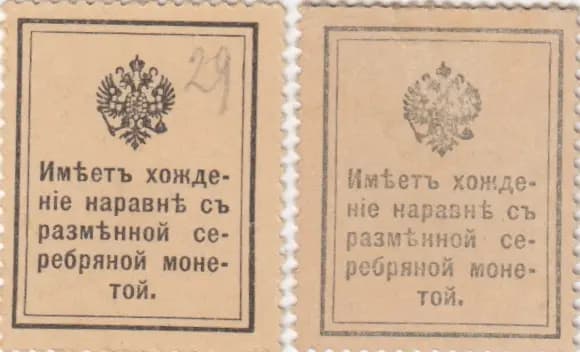 29
Имѣетъ хожде-
ніе наравнѣ съ
размѣнной се-
ребряной моне-
той.
Имѣетъ хожде-
ніе наравнѣ съ
размѣнной се-
ребряной моне-
той.